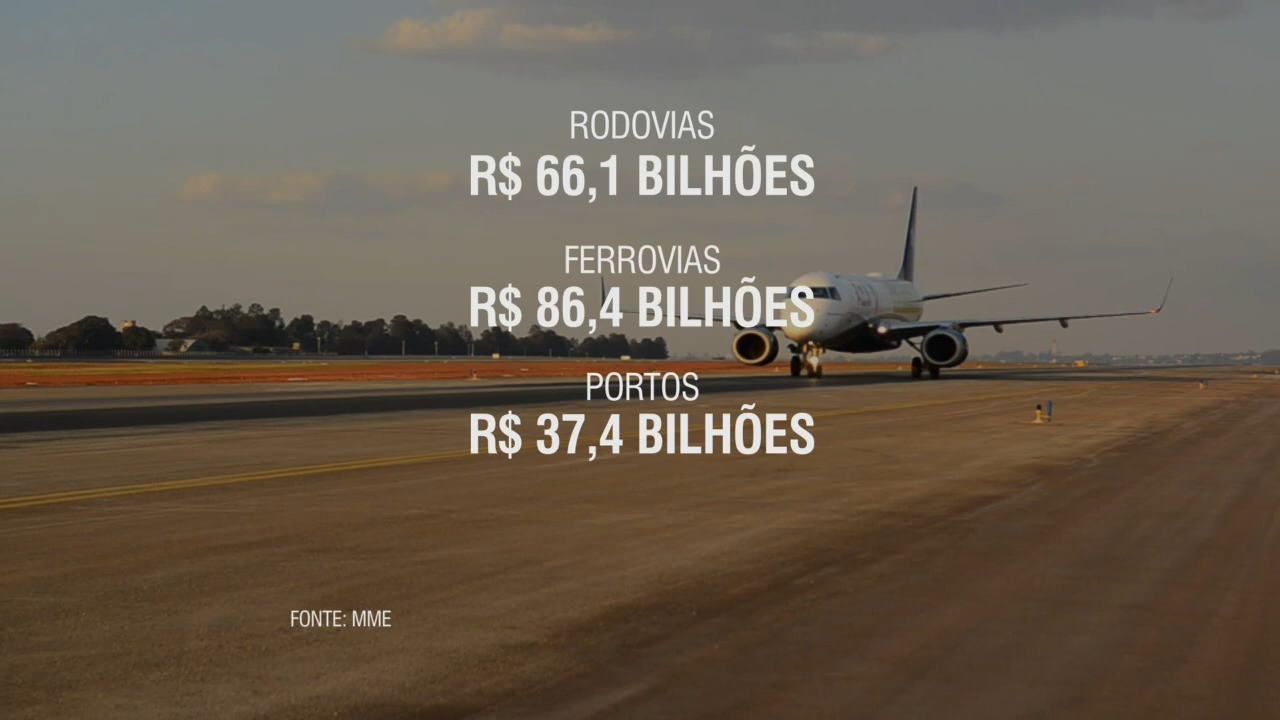 RODOVIAS
R$ 66,1 BILHÕES
FERROVIAS
R$ 86,4 BILHÕES
PORTOS
R$ 37,4 BILHÕES
FONTE: MME